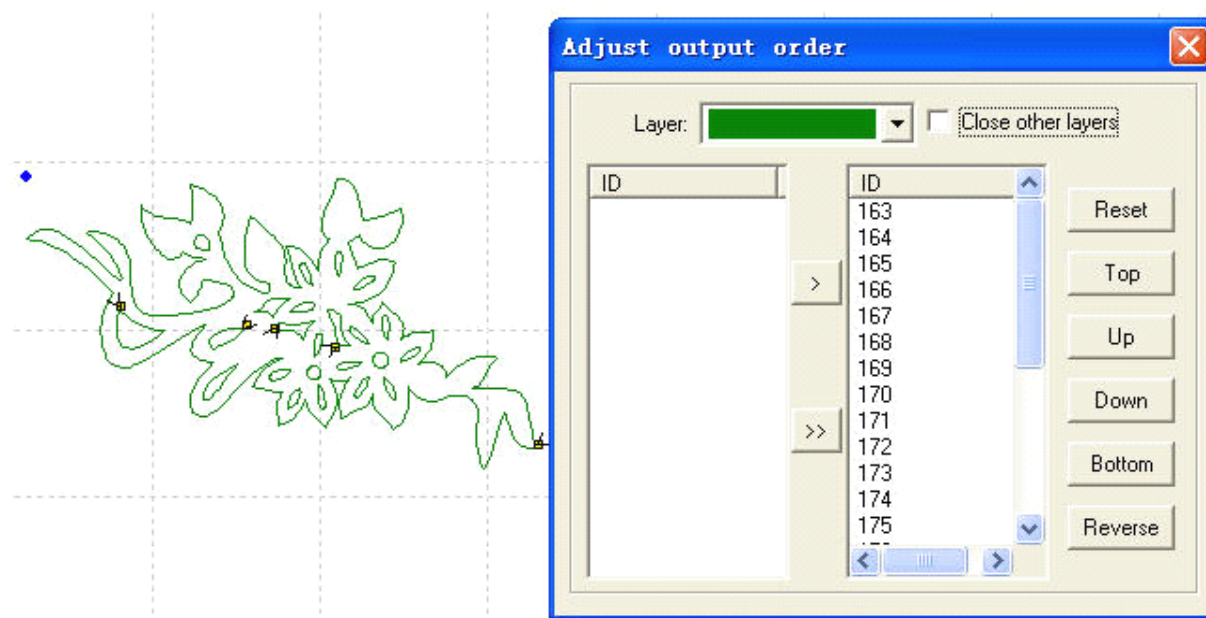 Adjust output order
Layer:
Close other layers
ID
ID
163
164
165
166
167
168
169
170
171
172
173
174
175
>
>>
Reset
Top
Up
Down
Bottom
Reverse